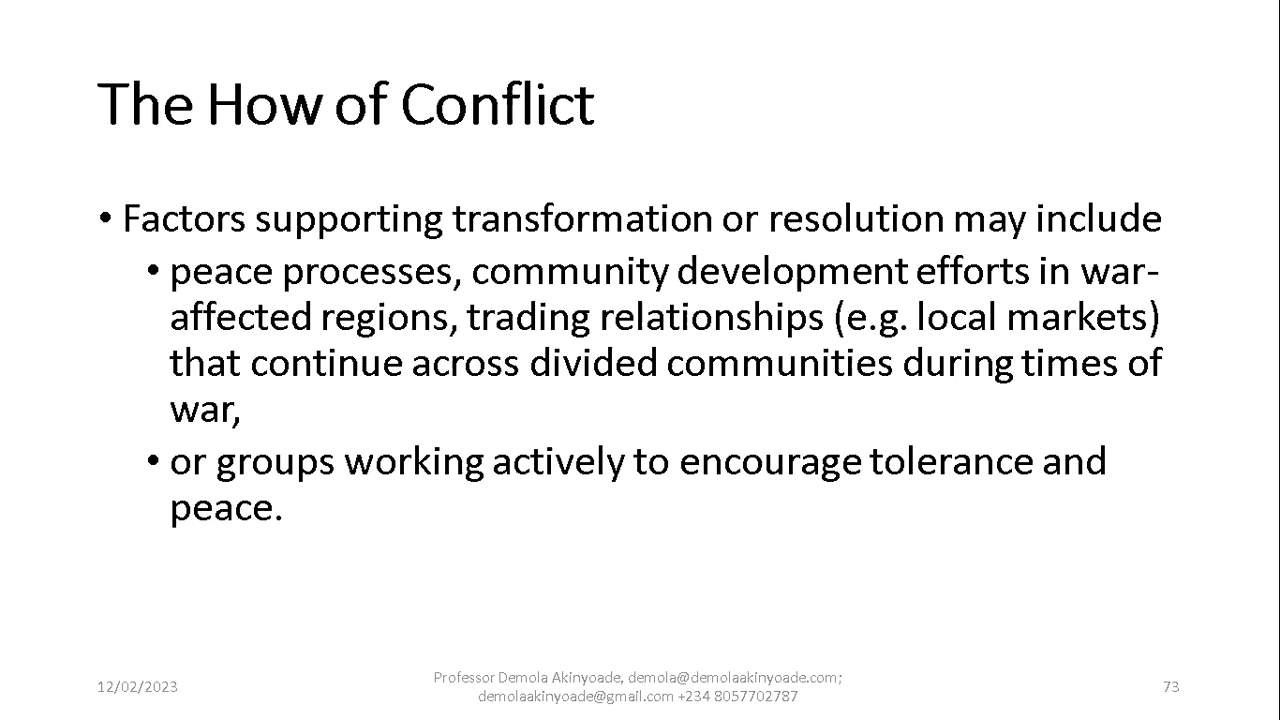 The How of Conflict
• Factors supporting transformation or resolution may include
• peace processes, community development efforts in war-
affected regions, trading relationships (e.g. local markets)
that continue across divided communities during times of
war,
• or groups working actively to encourage tolerance and
peace.
12/02/2023
Professor Demola Akinyoade, demola@demolaakinyoade.com;
demolaakinyoade@gmail.com +234 8057702787
73